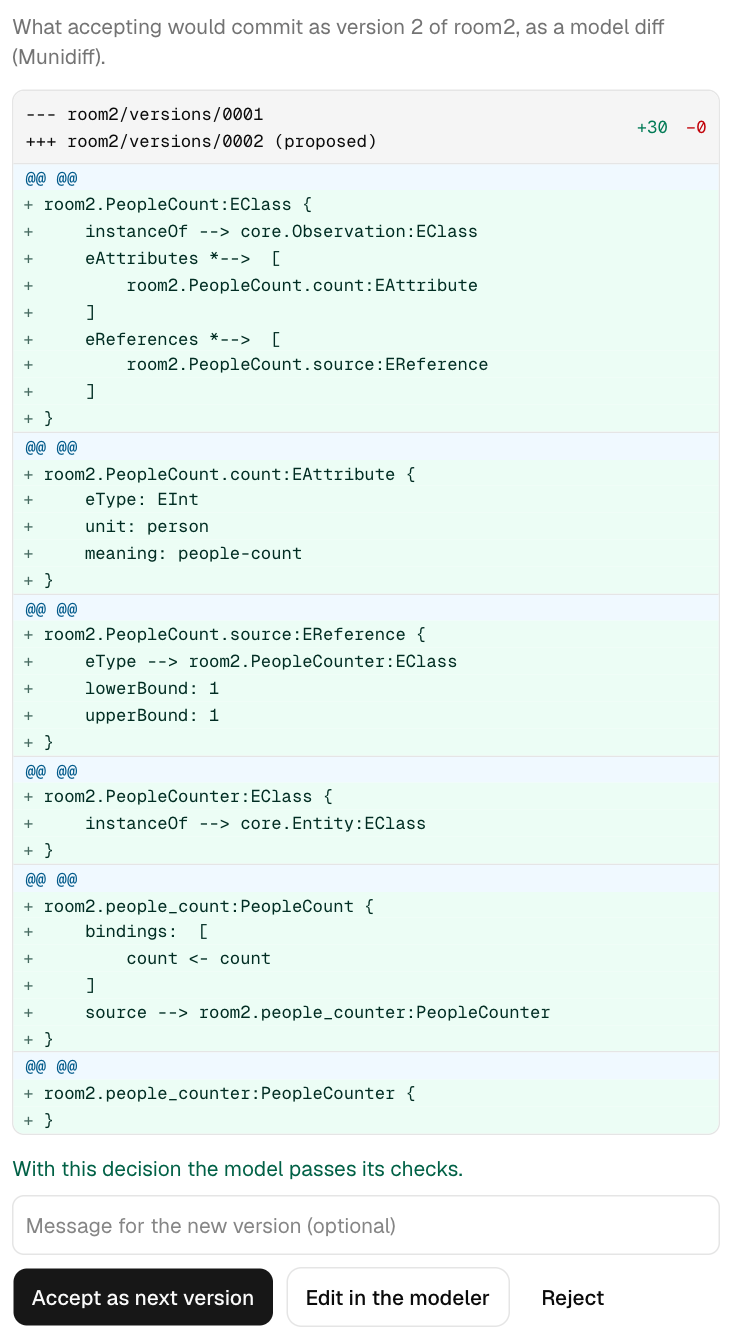 What accepting would commit as version 2 of room2, as a model diff
(Munidiff).
--- room2/versions/0001
+++ room2/versions/0002 (proposed)
+30 −0
@@ @@
+ room2.PeopleCount:EClass {
+     instanceOf --> core.Observation:EClass
+     eAttributes *-->  [
+         room2.PeopleCount.count:EAttribute
+     ]
+     eReferences *-->  [
+         room2.PeopleCount.source:EReference
+     ]
+ }
@@ @@
+ room2.PeopleCount.count:EAttribute {
+     eType: EInt
+     unit: person
+     meaning: people-count
+ }
@@ @@
+ room2.PeopleCount.source:EReference {
+     eType --> room2.PeopleCounter:EClass
+     lowerBound: 1
+     upperBound: 1
+ }
@@ @@
+ room2.PeopleCounter:EClass {
+     instanceOf --> core.Entity:EClass
+ }
@@ @@
+ room2.people_count:PeopleCount {
+     bindings:  [
+         count <- count
+     ]
+     source --> room2.people_counter:PeopleCounter
+ }
@@ @@
+ room2.people_counter:PeopleCounter {
+ }
With this decision the model passes its checks.
Message for the new version (optional)
Accept as next version
Edit in the modeler
Reject